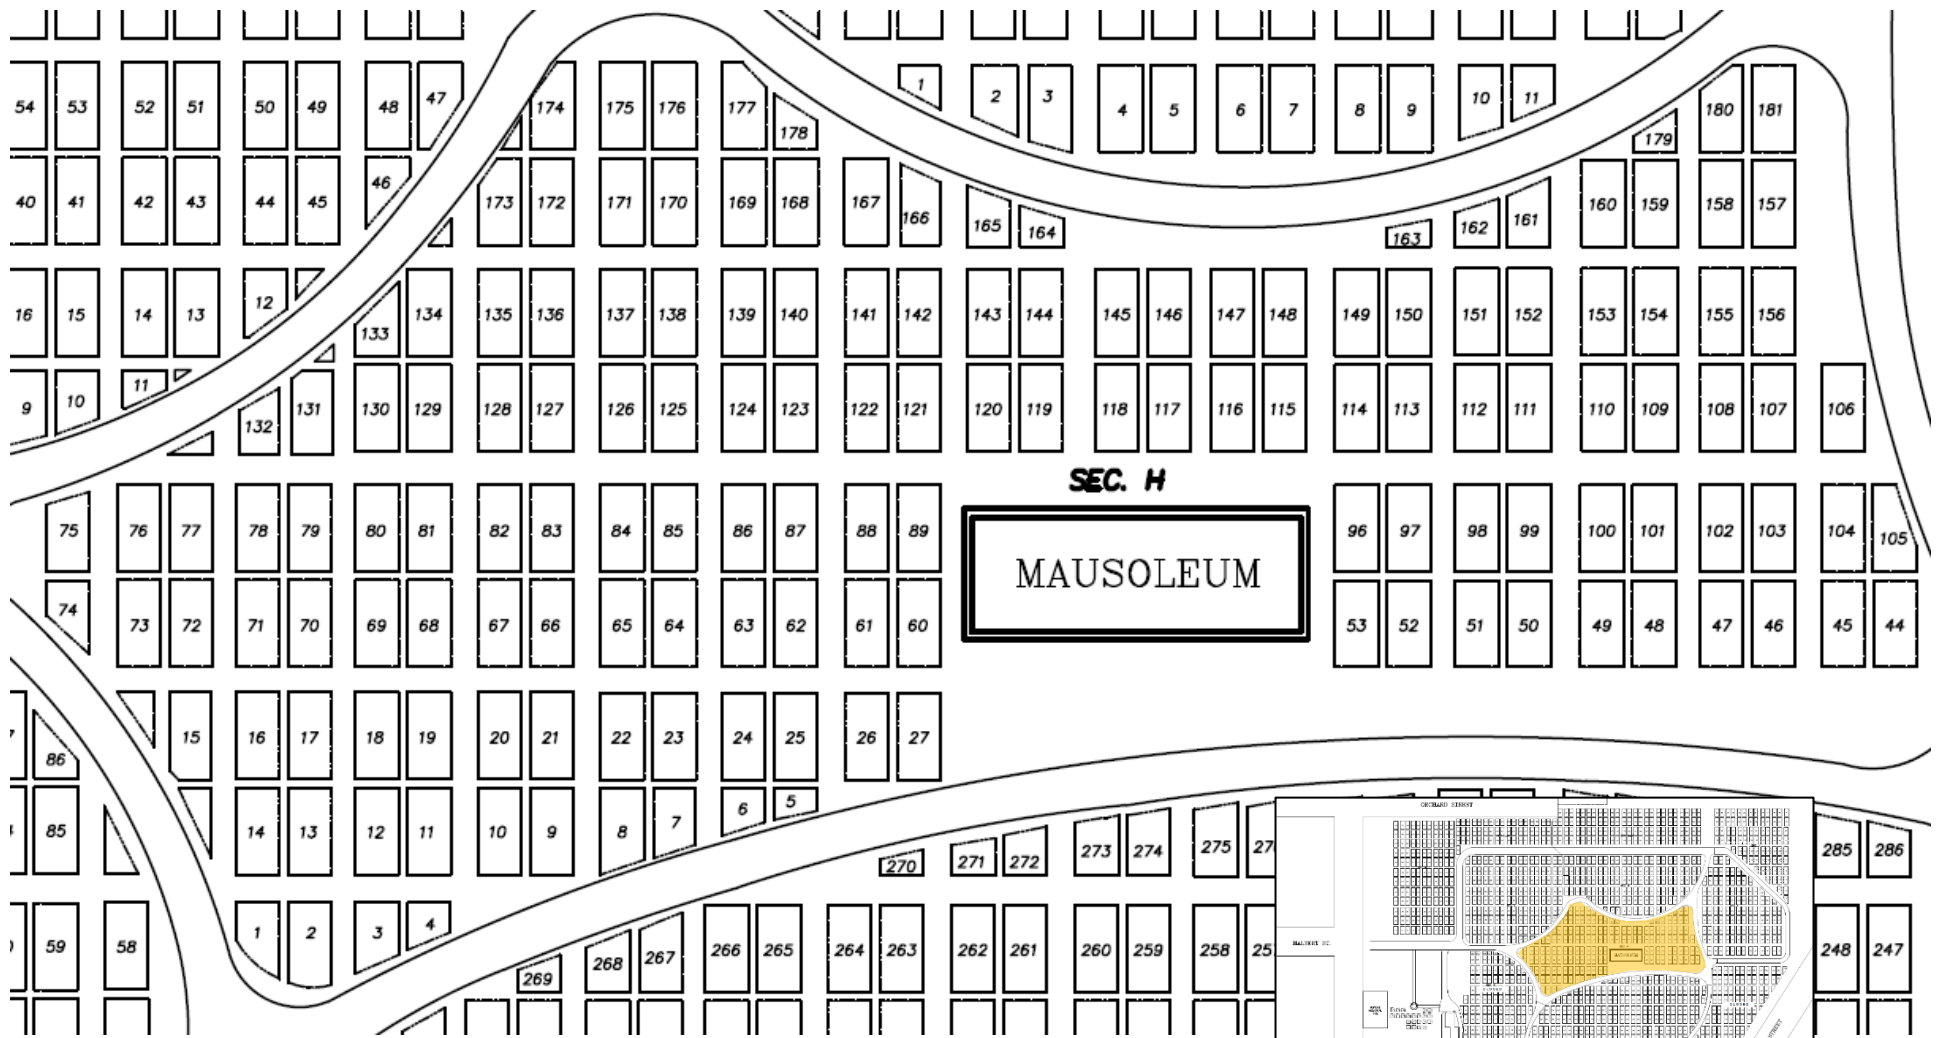 1 2 3 4 5 6 7 8 9 10 11
54 53 52 51 50 49 48 47 174 175 176 177 178 179 180 181
40 41 42 43 44 45 46 173 172 171 170 169 168 167 166 165 164 163 162 161 160 159 158 157
16 15 14 13 12 133 134 135 136 137 138 139 140 141 142 143 144 145 146 147 148 149 150 151 152 153 154 155 156
9 10 11 132 131 130 129 128 127 126 125 124 123 122 121 120 119 118 117 116 115 114 113 112 111 110 109 108 107 106
SEC. H
75 76 77 78 79 80 81 82 83 84 85 86 87 88 89 96 97 98 99 100 101 102 103 104 105
MAUSOLEUM
74 73 72 71 70 69 68 67 66 65 64 63 62 61 60 53 52 51 50 49 48 47 46 45 44
86 15 16 17 18 19 20 21 22 23 24 25 26 27
85 14 13 12 11 10 9 8 7 6 5
270 271 272 273 274 275 285 286
ORCHARD STREET
59 58 1 2 3 4
269 268 267 266 265 264 263 262 261 260 259 258 248 247
MAUSOLEUM
STREET